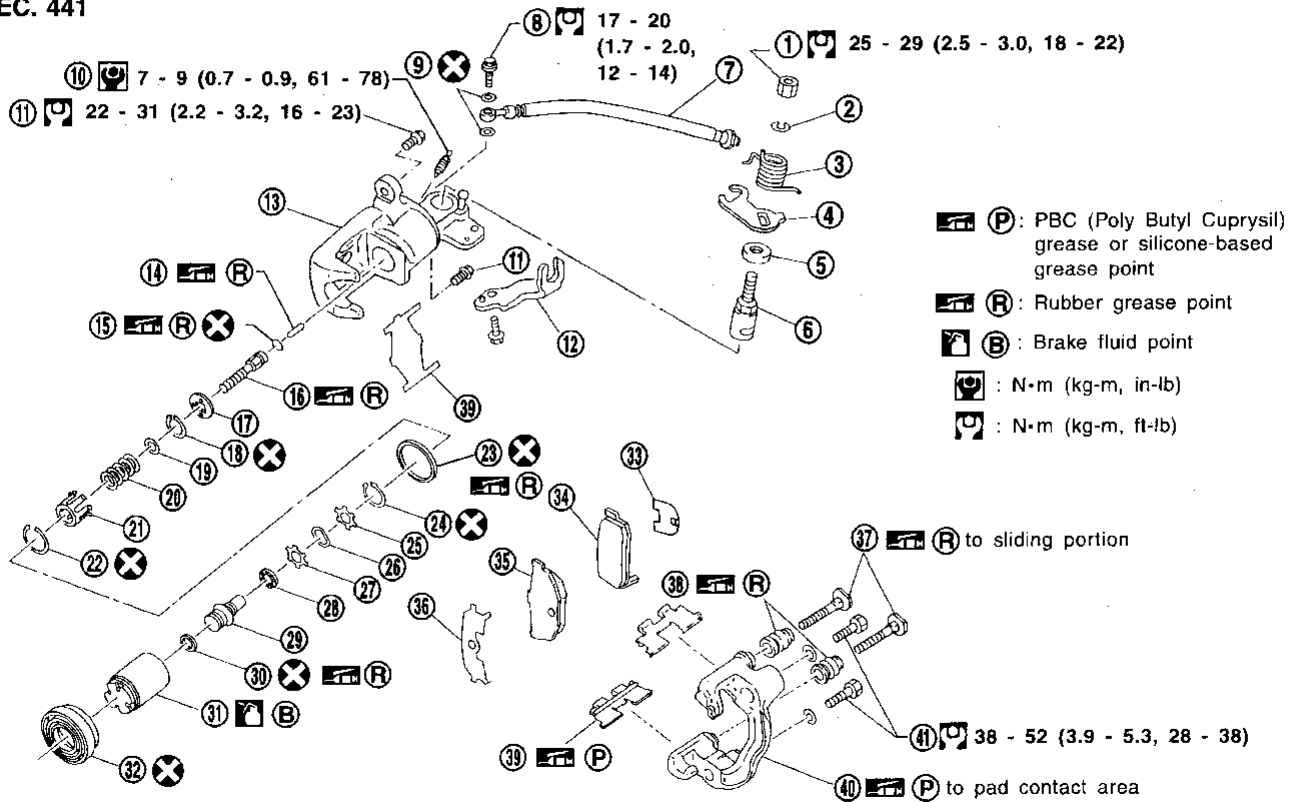 EC. 441
8 17 - 20
(1.7 - 2.0,
12 - 14)
1 25 - 29 (2.5 - 3.0, 18 - 22)
10 7 - 9 (0.7 - 0.9, 61 - 78)
9
7
11 22 - 31 (2.2 - 3.2, 16 - 23)
2
3
13
4
P : PBC (Poly Butyl Cuprysil)
grease or silicone-based
grease point
11
5
14 R
R : Rubber grease point
15 R
6
12
B : Brake fluid point
16 R
39
: N•m (kg-m, in-lb)
17
18
: N•m (kg-m, ft-lb)
19
23
33
20
R
34
21
24
37 R to sliding portion
22
25
35
26
38 R
27
36
28
29
30 R
31 B
41 38 - 52 (3.9 - 5.3, 28 - 38)
39 P
32
40 P to pad contact area